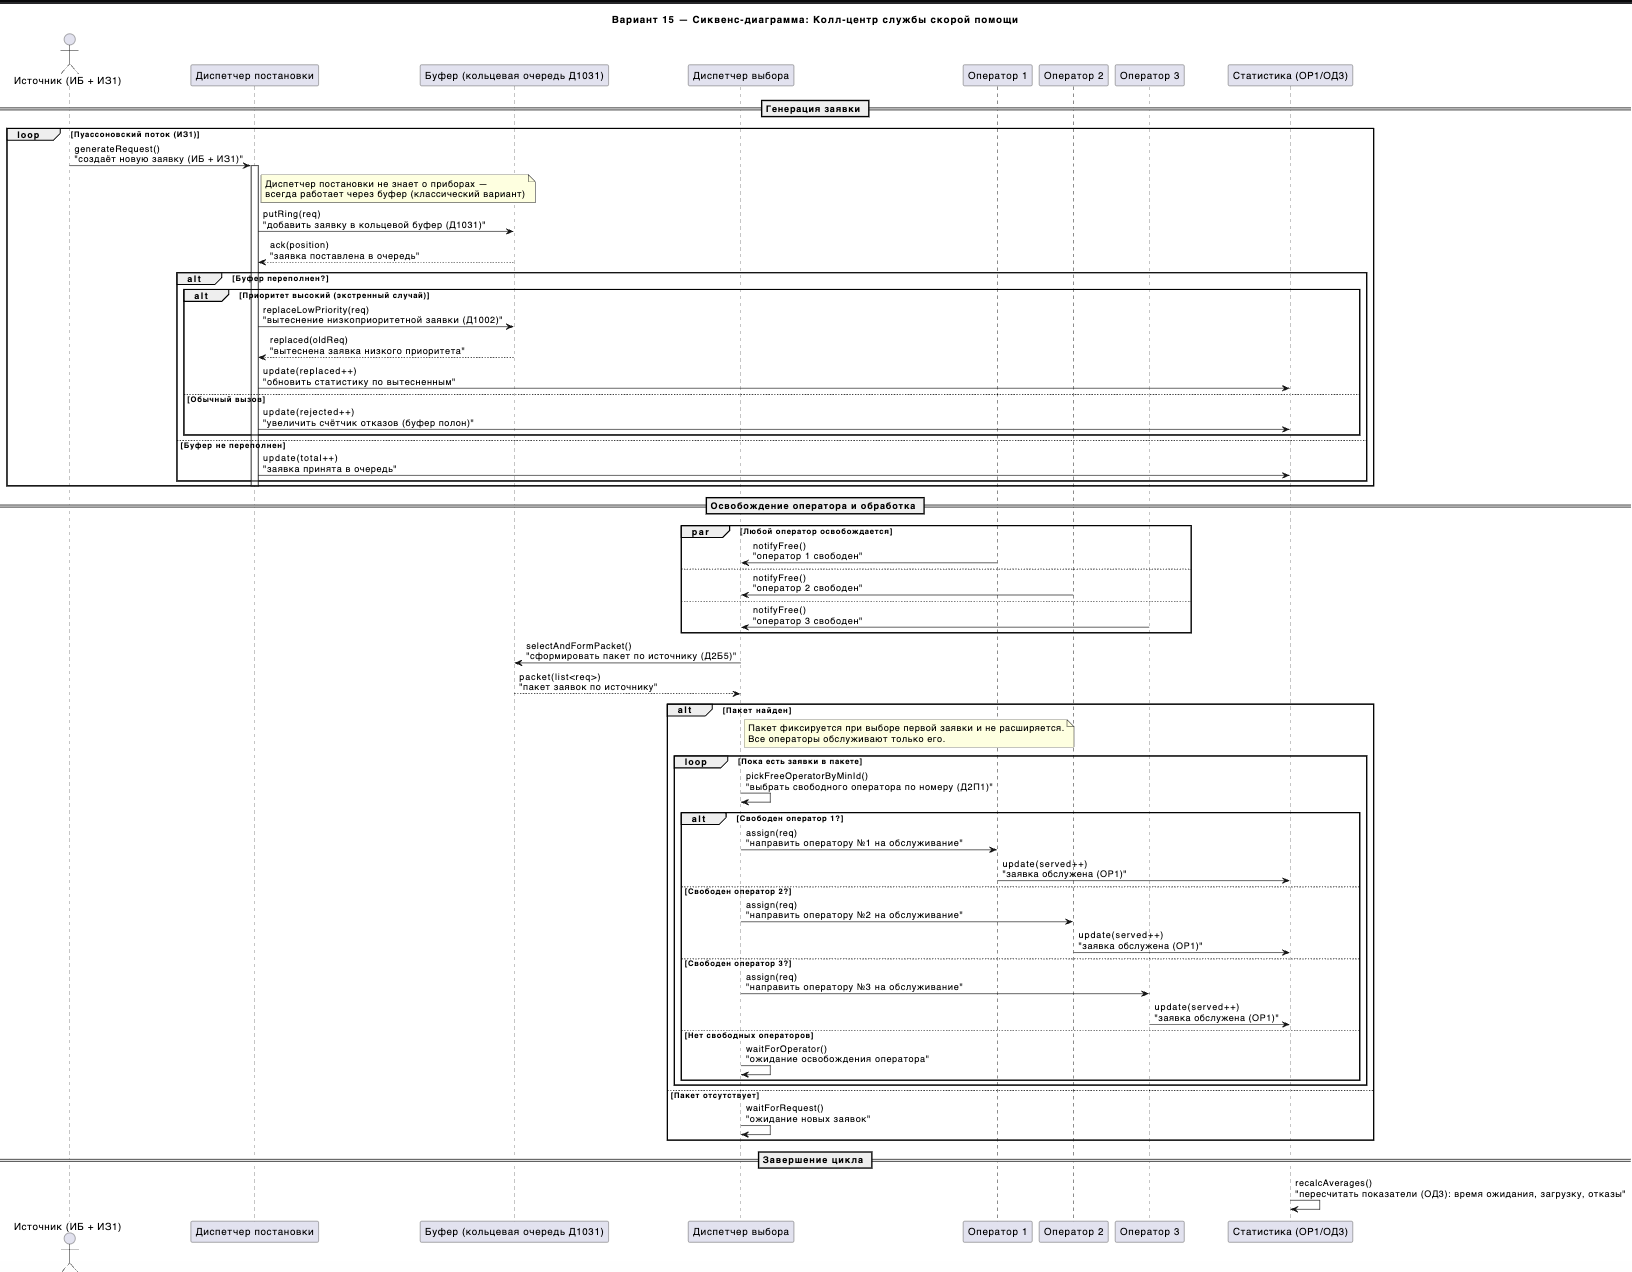 Вариант 15 — Сиквенс-диаграмма: Колл-центр службы скорой помощи
Источник (ИБ + ИЗ1)
Диспетчер постановки
Буфер (кольцевая очередь Д1031)
Диспетчер выбора
Оператор 1
Оператор 2
Оператор 3
Статистика (ОР1/ОД3)
Генерация заявки
loop
[Пуассоновский поток (ИЗ1)]
generateRequest()
"создаёт новую заявку (ИБ + ИЗ1)"
Диспетчер постановки не знает о приборах —
всегда работает через буфер (классический вариант)
putRing(req)
"добавить заявку в кольцевой буфер (Д1031)"
ack(position)
"заявка поставлена в очередь"
alt
[Буфер переполнен?]
alt
[Приоритет высокий (экстренный случай)]
replaceLowPriority(req)
"вытеснение низкоприоритетной заявки (Д1002)"
replaced(oldReq)
"вытеснена заявка низкого приоритета"
update(replaced++)
"обновить статистику по вытесненным"
[Обычный вызов]
update(rejected++)
"увеличить счётчик отказов (буфер полон)"
[Буфер не переполнен]
update(total++)
"заявка принята в очередь"
Освобождение оператора и обработка
par
[Любой оператор освобождается]
notifyFree()
"оператор 1 свободен"
notifyFree()
"оператор 2 свободен"
notifyFree()
"оператор 3 свободен"
selectAndFormPacket()
"сформировать пакет по источнику (Д2Б5)"
packet(list<req>)
"пакет заявок по источнику"
alt
[Пакет найден]
Пакет фиксируется при выборе первой заявки и не расширяется.
Все операторы обслуживают только его.
loop
[Пока есть заявки в пакете]
pickFreeOperatorByMinId()
"выбрать свободного оператора по номеру (Д2П1)"
alt
[Свободен оператор 1?]
assign(req)
"направить оператору №1 на обслуживание"
update(served++)
"заявка обслужена (ОР1)"
[Свободен оператор 2?]
assign(req)
"направить оператору №2 на обслуживание"
update(served++)
"заявка обслужена (ОР1)"
[Свободен оператор 3?]
assign(req)
"направить оператору №3 на обслуживание"
update(served++)
"заявка обслужена (ОР1)"
[Нет свободных операторов]
waitForOperator()
"ожидание освобождения оператора"
[Пакет отсутствует]
waitForRequest()
"ожидание новых заявок"
Завершение цикла
recalcAverages()
"пересчитать показатели (ОД3): время ожидания, загрузку, отказы"
Источник (ИБ + ИЗ1)
Диспетчер постановки
Буфер (кольцевая очередь Д1031)
Диспетчер выбора
Оператор 1
Оператор 2
Оператор 3
Статистика (ОР1/ОД3)